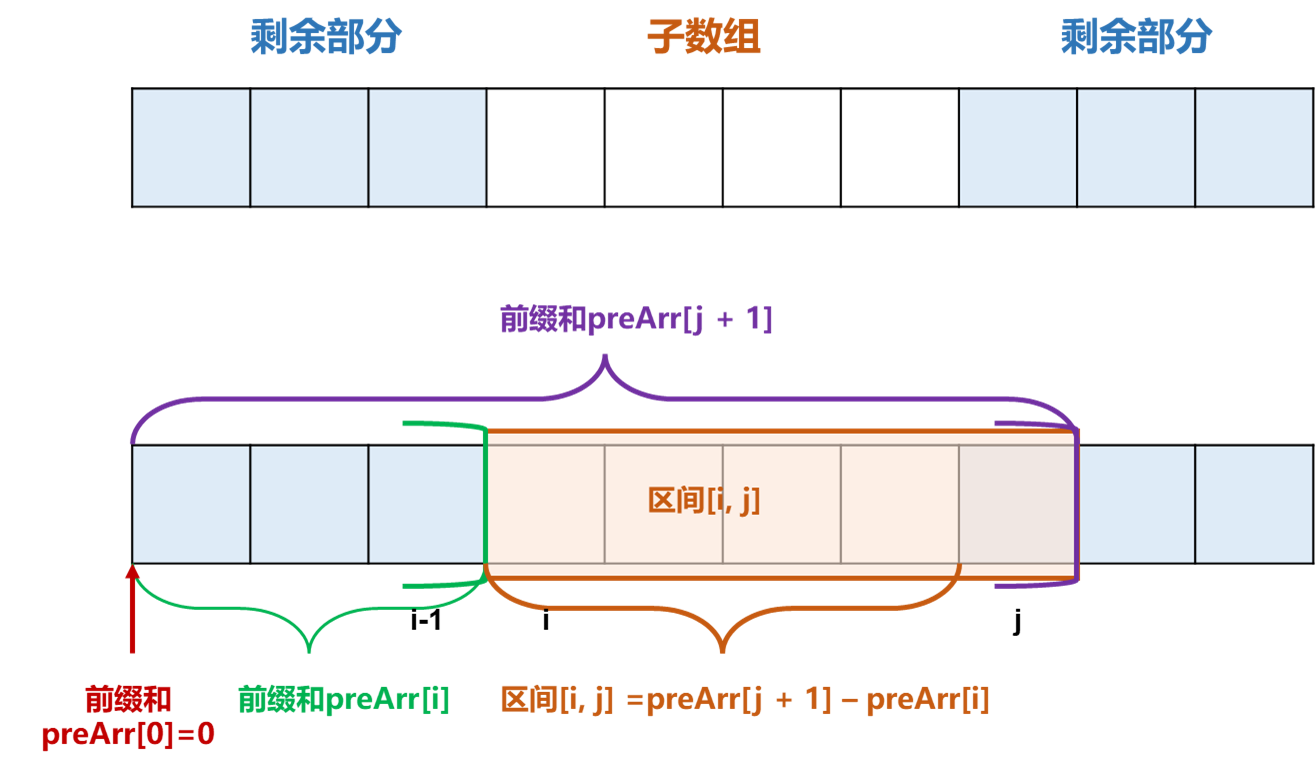 剩余部分
子数组
剩余部分
前缀和preArr[j + 1]
区间[i, j]
i-1
i
j
前缀和
preArr[0]=0
前缀和preArr[i]
区间[i, j] =preArr[j + 1] – preArr[i]